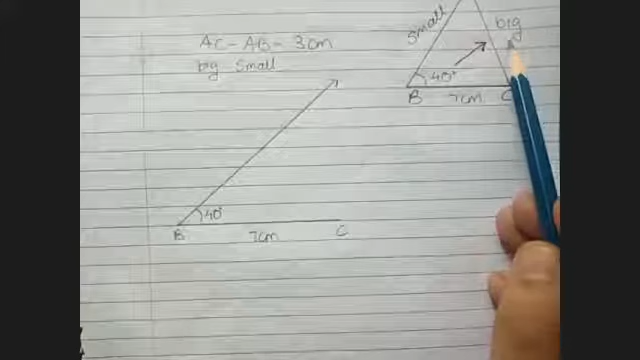 AC - AB = 3cm
big small
small
big
40°
B 7cm C
40°
B 7cm C